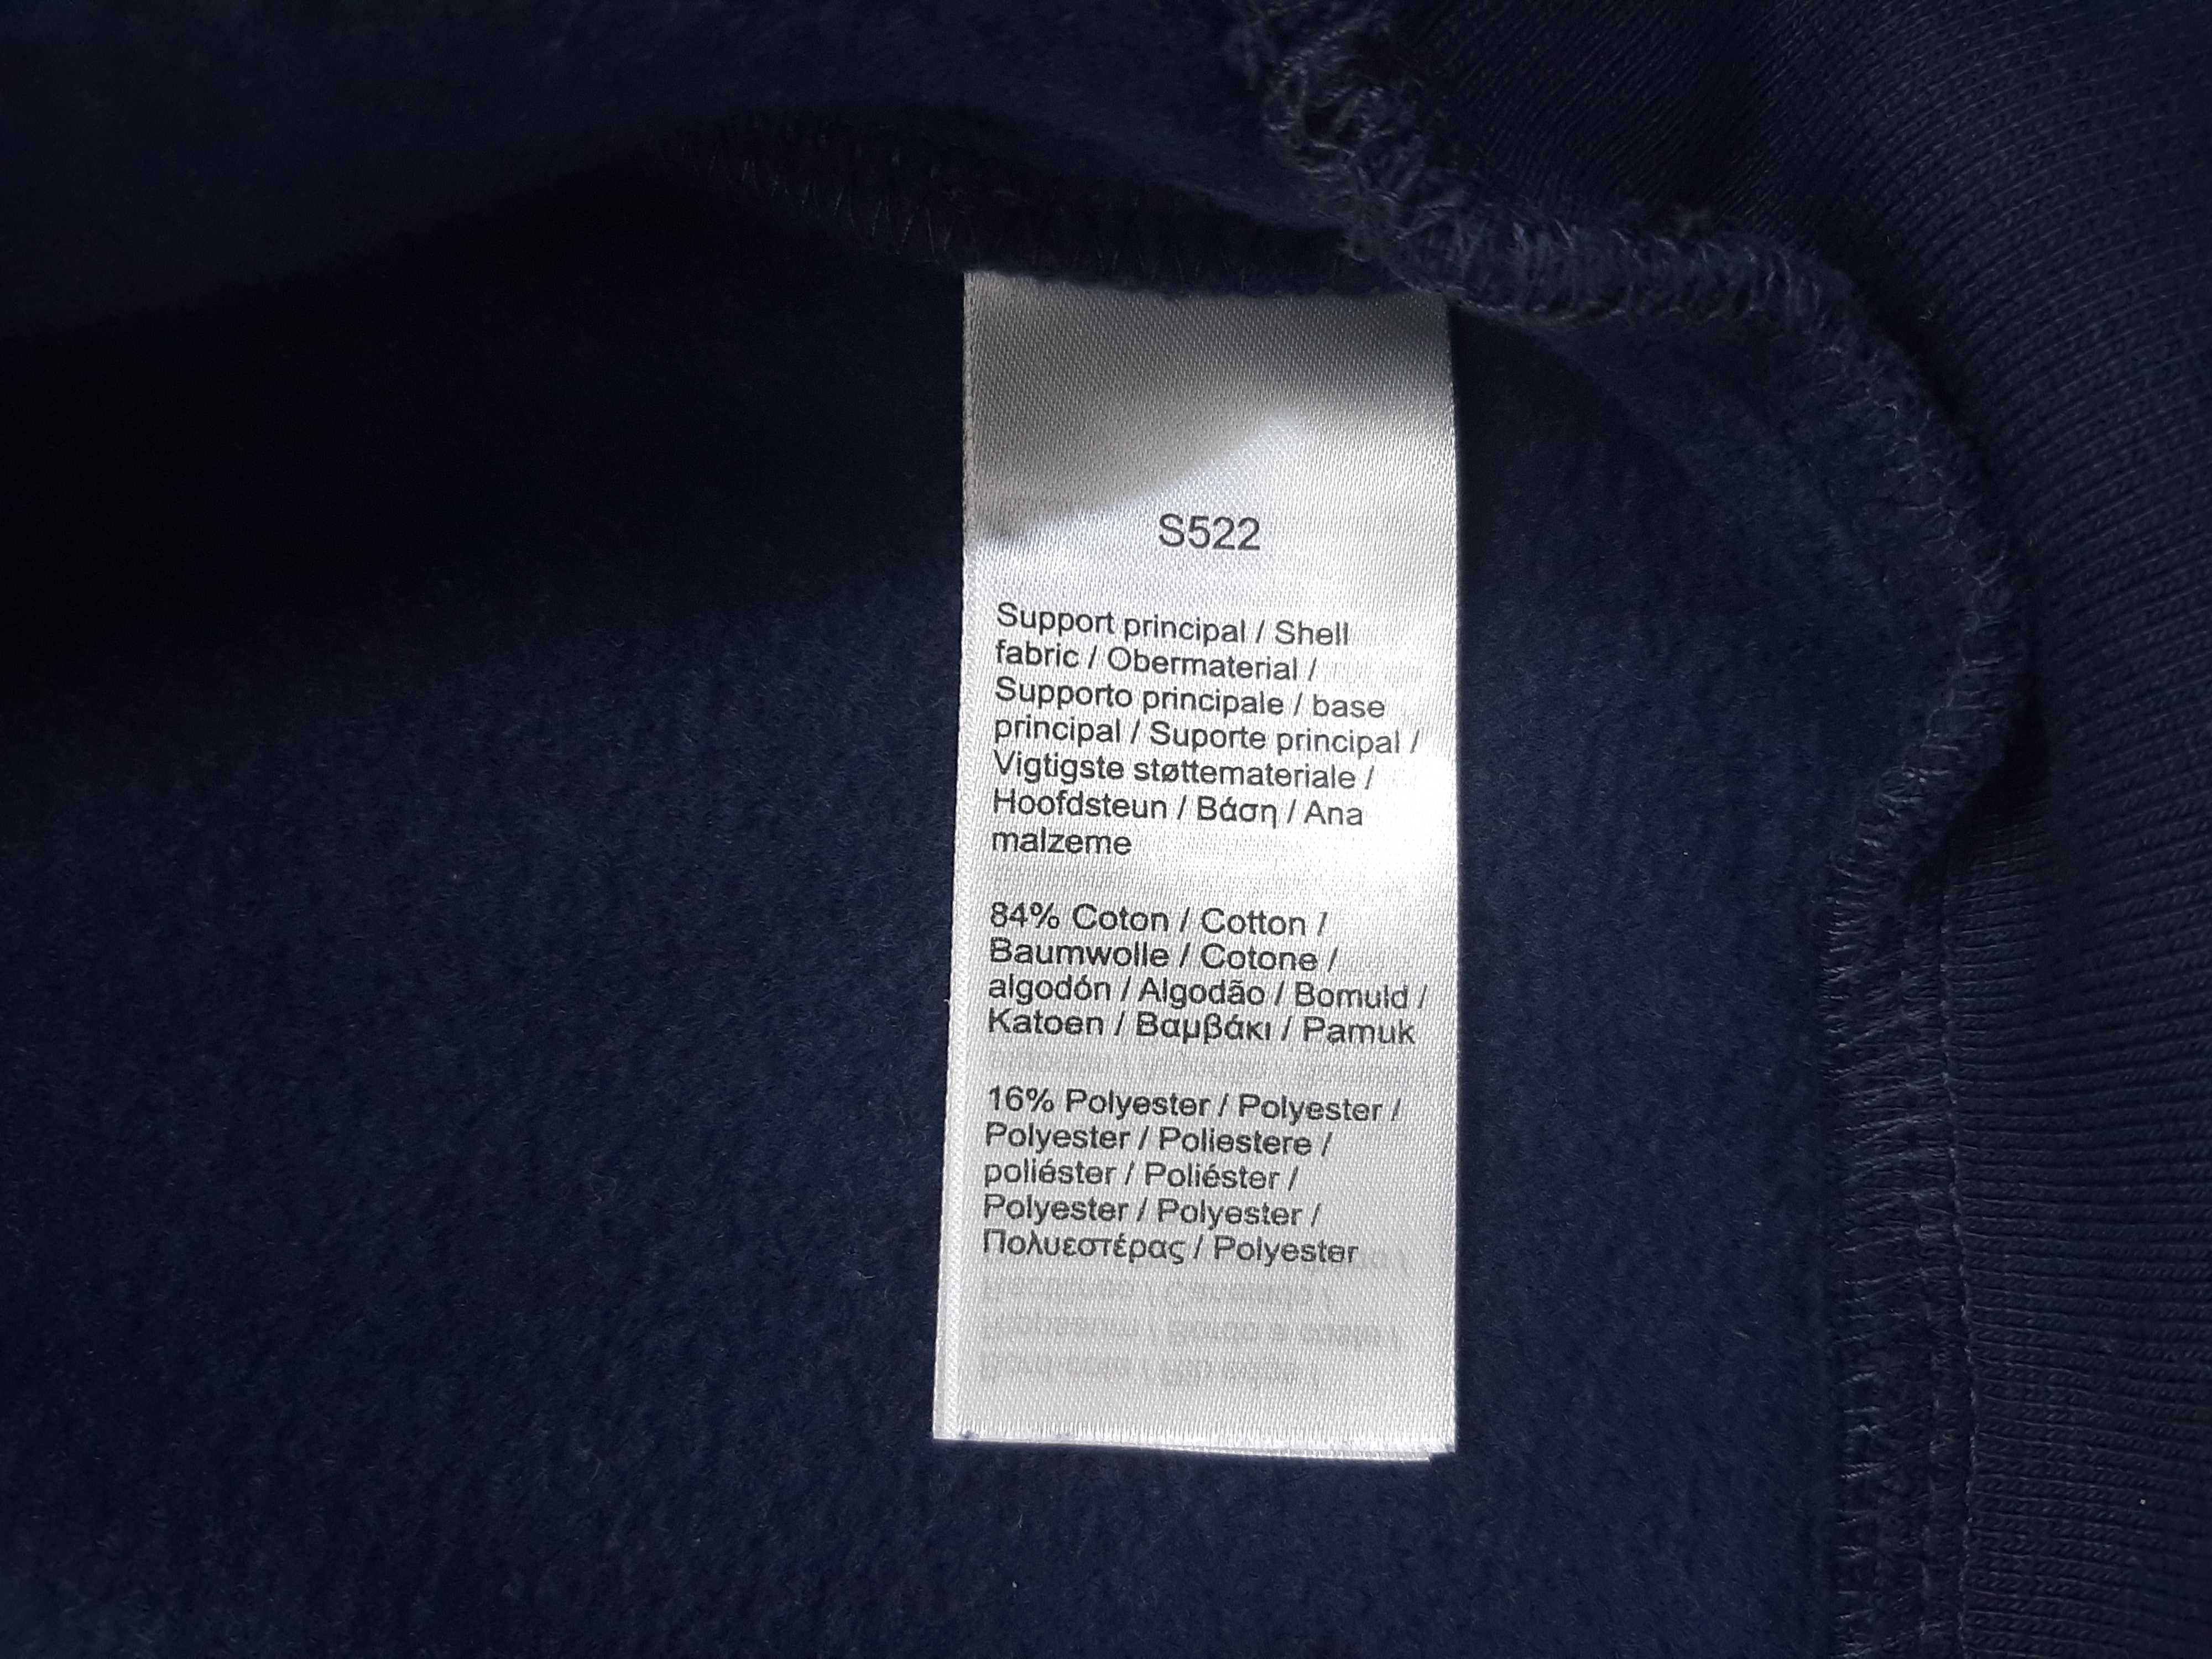 S522
Support principal / Shell
fabric / Obermaterial /
Supporto principale / base
principal / Suporte principal /
Vigtigste støttemateriale /
Hoofdsteun / Βάση / Ana
malzeme
84% Coton / Cotton /
Baumwolle / Cotone /
algodón / Algodão / Bomuld /
Katoen / Βαμβάκι / Pamuk
16% Polyester / Polyester /
Polyester / Poliestere /
poliéster / Poliéster /
Polyester / Polyester /
Πολυεστέρας / Polyester